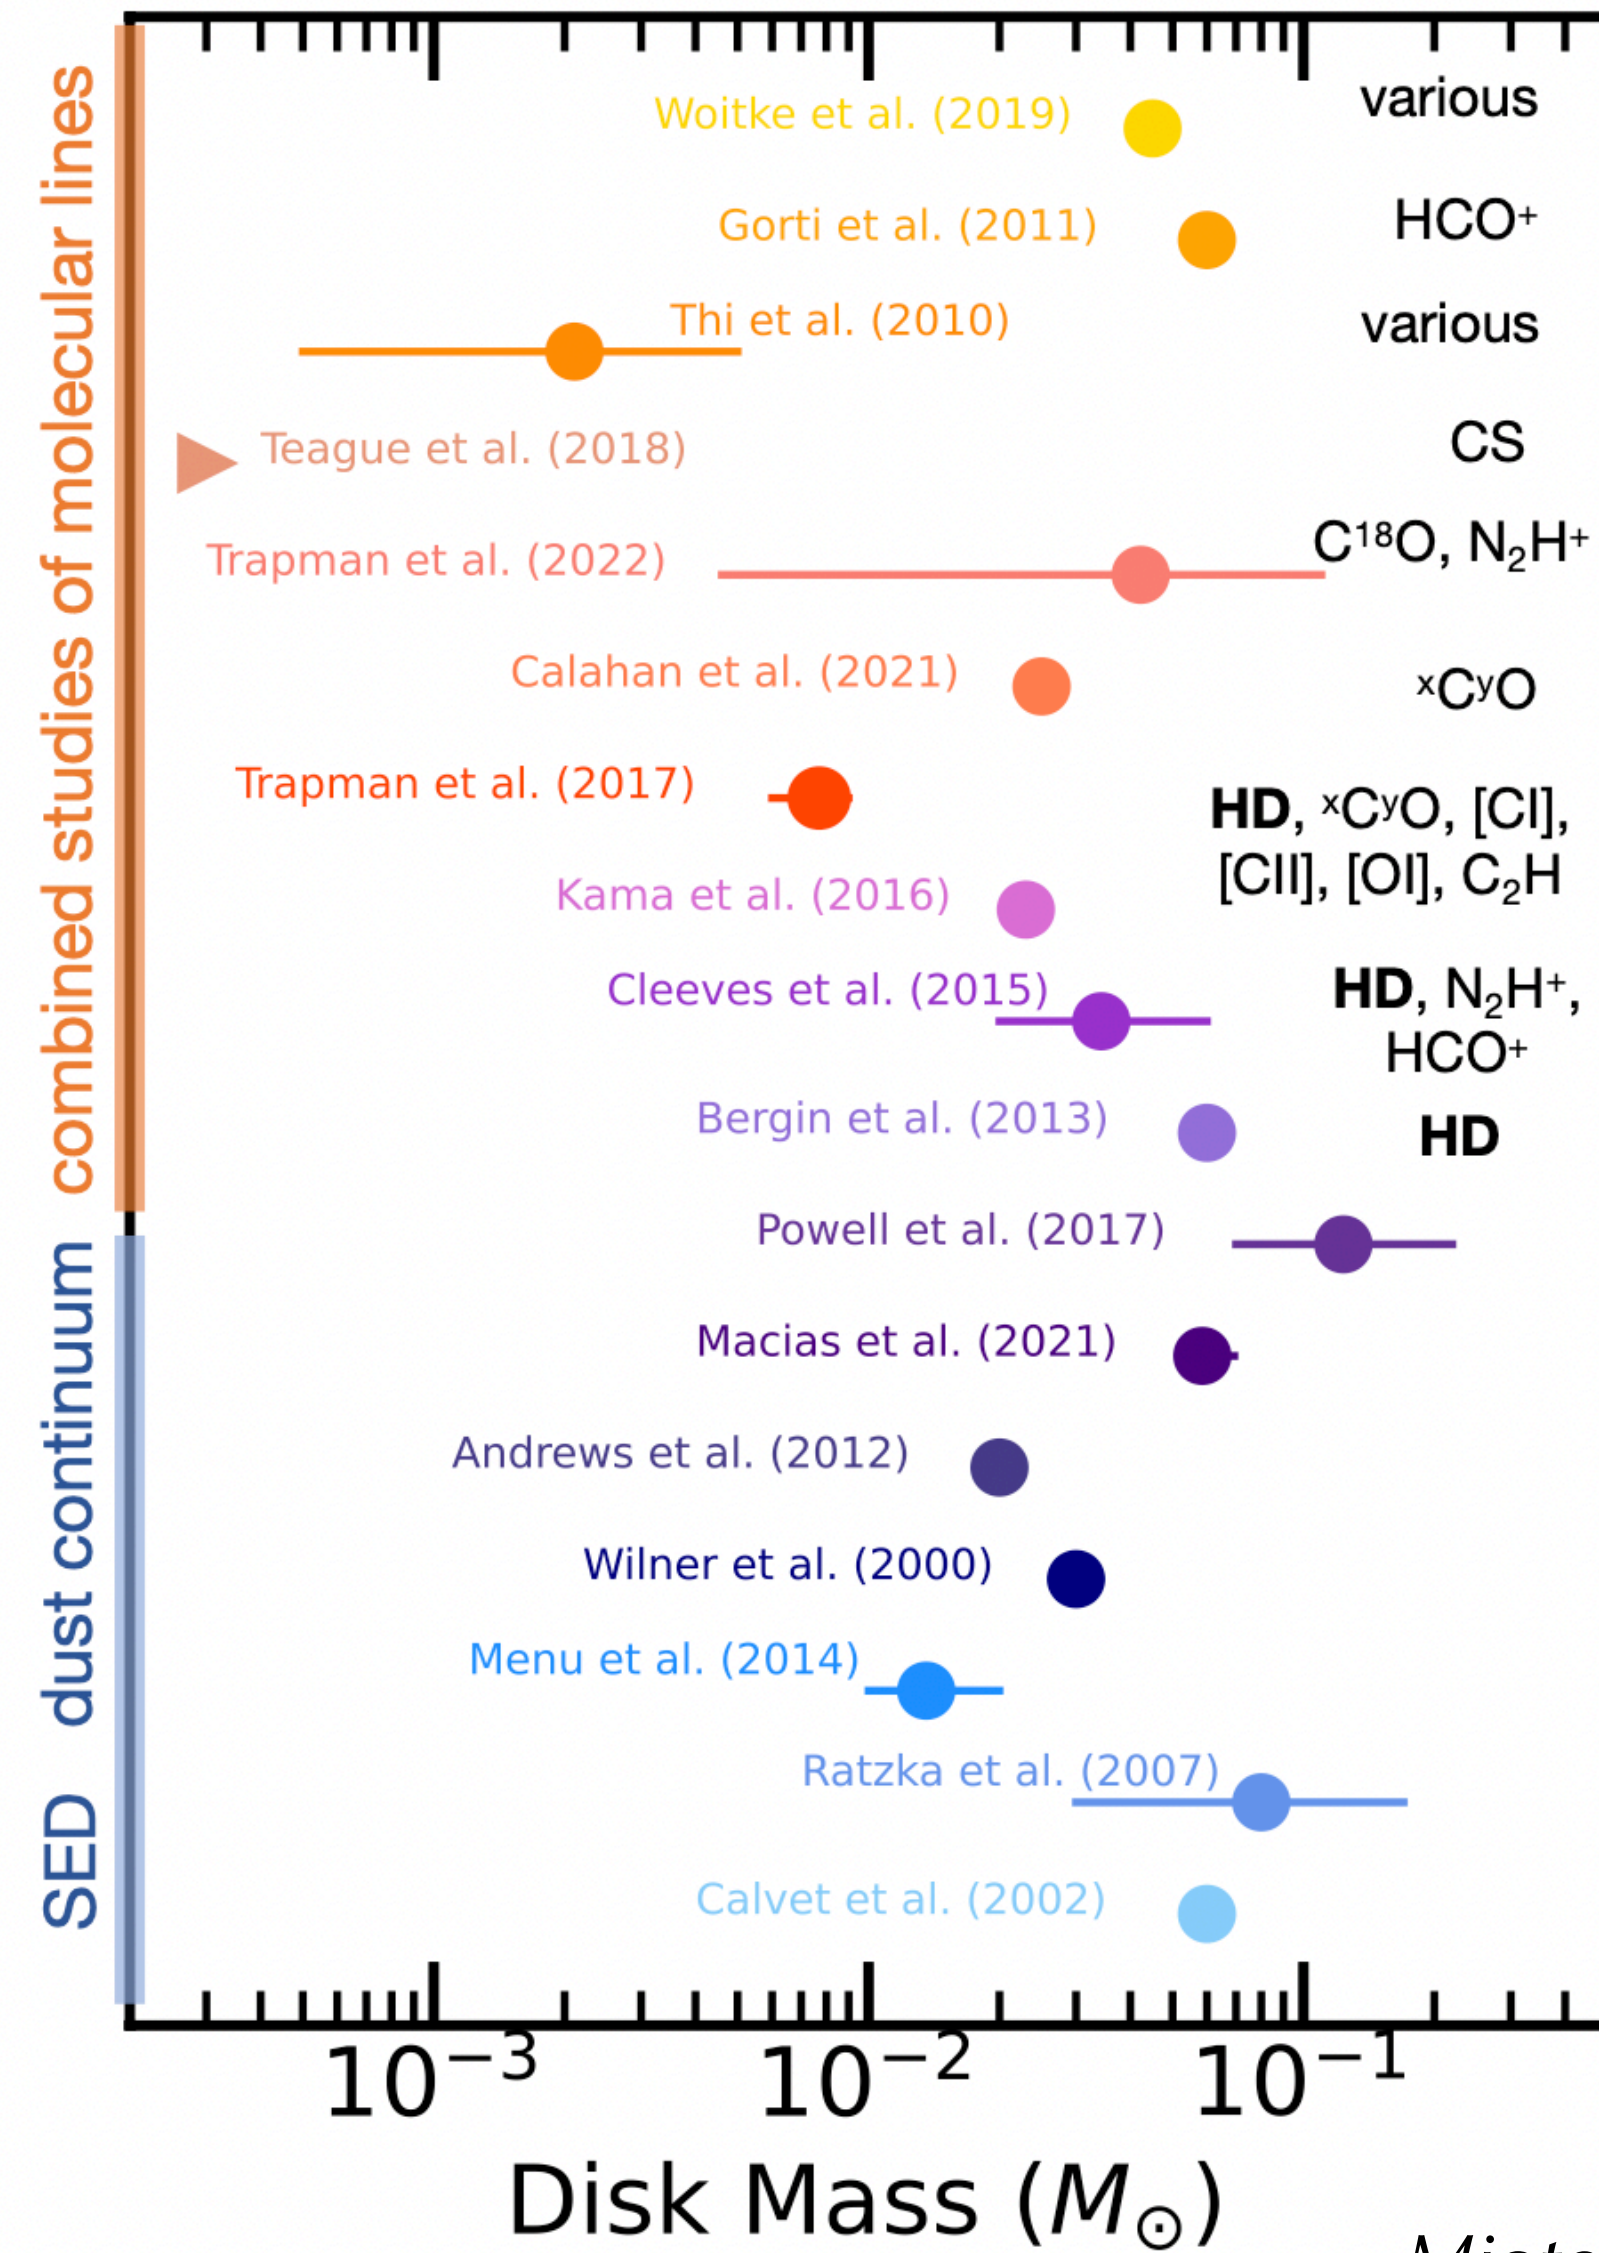 combined studies of molecular lines
dust continuum
SED
Woitke et al. (2019)
various
Gorti et al. (2011)
HCO⁺
Thi et al. (2010)
various
Teague et al. (2018)
CS
Trapman et al. (2022)
C¹⁸O, N₂H⁺
Calahan et al. (2021)
ˣCʸO
Trapman et al. (2017)
HD, ˣCʸO, [CI],
[CII], [OI], C₂H
Kama et al. (2016)
Cleeves et al. (2015)
HD, N₂H⁺,
HCO⁺
Bergin et al. (2013)
HD
Powell et al. (2017)
Macias et al. (2021)
Andrews et al. (2012)
Wilner et al. (2000)
Menu et al. (2014)
Ratzka et al. (2007)
Calvet et al. (2002)
10⁻³ 10⁻² 10⁻¹
Disk Mass (M☉)